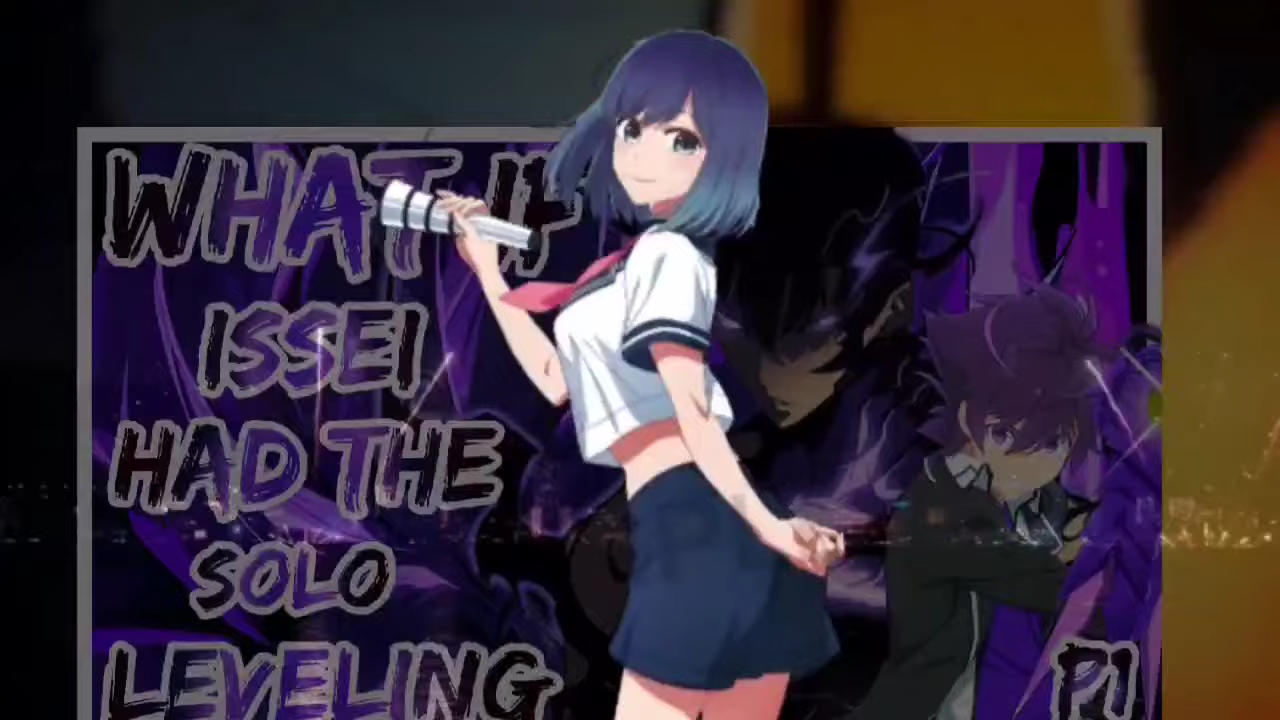 WHAT IF
ISSEI
HAD THE
SOLO
LEVELING
P1